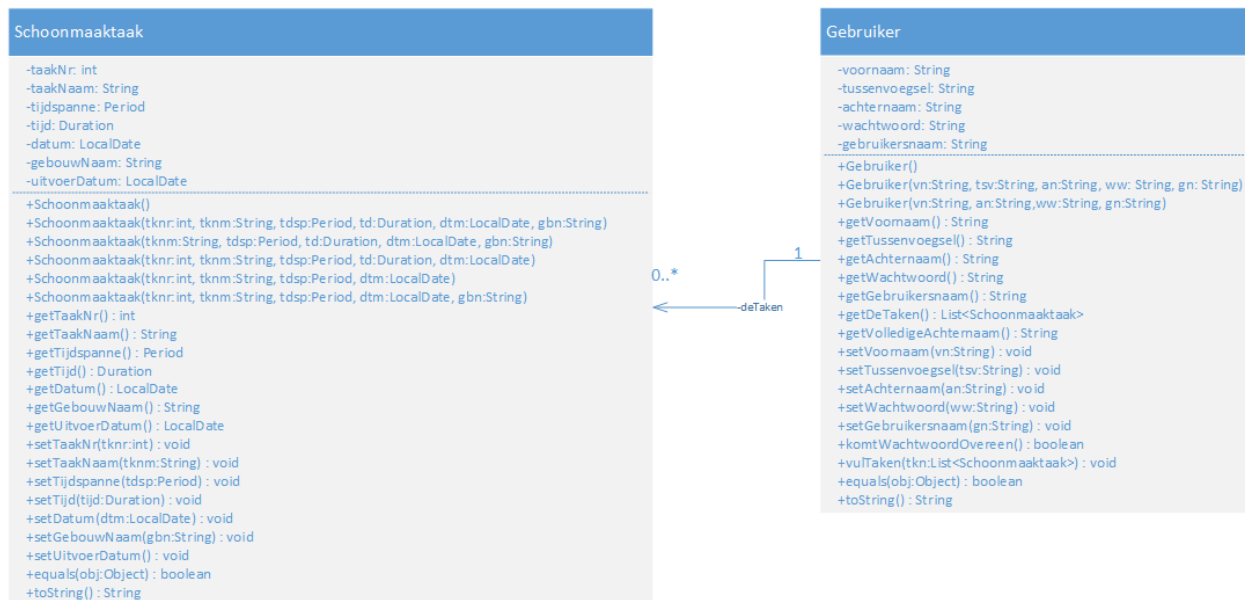 Schoonmaaktaak
-taakNr: int
-taakNaam: String
-tijdspanne: Period
-tijd: Duration
-datum: LocalDate
-gebouwNaam: String
-uitvoerDatum: LocalDate
+Schoonmaaktaak()
+Schoonmaaktaak(tknr:int, tknm:String, tdsp:Period, td:Duration, dtm:LocalDate, gbn:String)
+Schoonmaaktaak(tknm:String, tdsp:Period, td:Duration, dtm:LocalDate, gbn:String)
+Schoonmaaktaak(tknr:int, tknm:String, tdsp:Period, td:Duration, dtm:LocalDate)
+Schoonmaaktaak(tknr:int, tknm:String, tdsp:Period, dtm:LocalDate)
+Schoonmaaktaak(tknr:int, tknm:String, tdsp:Period, dtm:LocalDate, gbn:String)
+getTaakNr() : int
+getTaakNaam() : String
+getTijdspanne() : Period
+getTijd() : Duration
+getDatum() : LocalDate
+getGebouwNaam() : String
+getUitvoerDatum() : LocalDate
+setTaakNr(tknr:int) : void
+setTaakNaam(tknm:String) : void
+setTijdspanne(tdsp:Period) : void
+setTijd(tijd:Duration) : void
+setDatum(dtm:LocalDate) : void
+setGebouwNaam(gbn:String) : void
+setUitvoerDatum() : void
+equals(obj:Object) : boolean
+toString() : String
0..*
1
-deTaken
Gebruiker
-voornaam: String
-tussenvoegsel: String
-achternaam: String
-wachtwoord: String
-gebruikersnaam: String
+Gebruiker()
+Gebruiker(vn:String, tsv:String, an:String, ww: String, gn: String)
+Gebruiker(vn:String, an:String,ww:String, gn:String)
+getVoornaam() : String
+getTussenvoegsel() : String
+getAchternaam() : String
+getWachtwoord() : String
+getGebruikersnaam() : String
+getDeTaken() : List<Schoonmaaktaak>
+getVolledigeAchternaam() : String
+setVoornaam(vn:String) : void
+setTussenvoegsel(tsv:String) : void
+setAchternaam(an:String) : void
+setWachtwoord(ww:String) : void
+setGebruikersnaam(gn:String) : void
+komtWachtwoordOvereen() : boolean
+vulTaken(tkn:List<Schoonmaaktaak>) : void
+equals(obj:Object) : boolean
+toString() : String